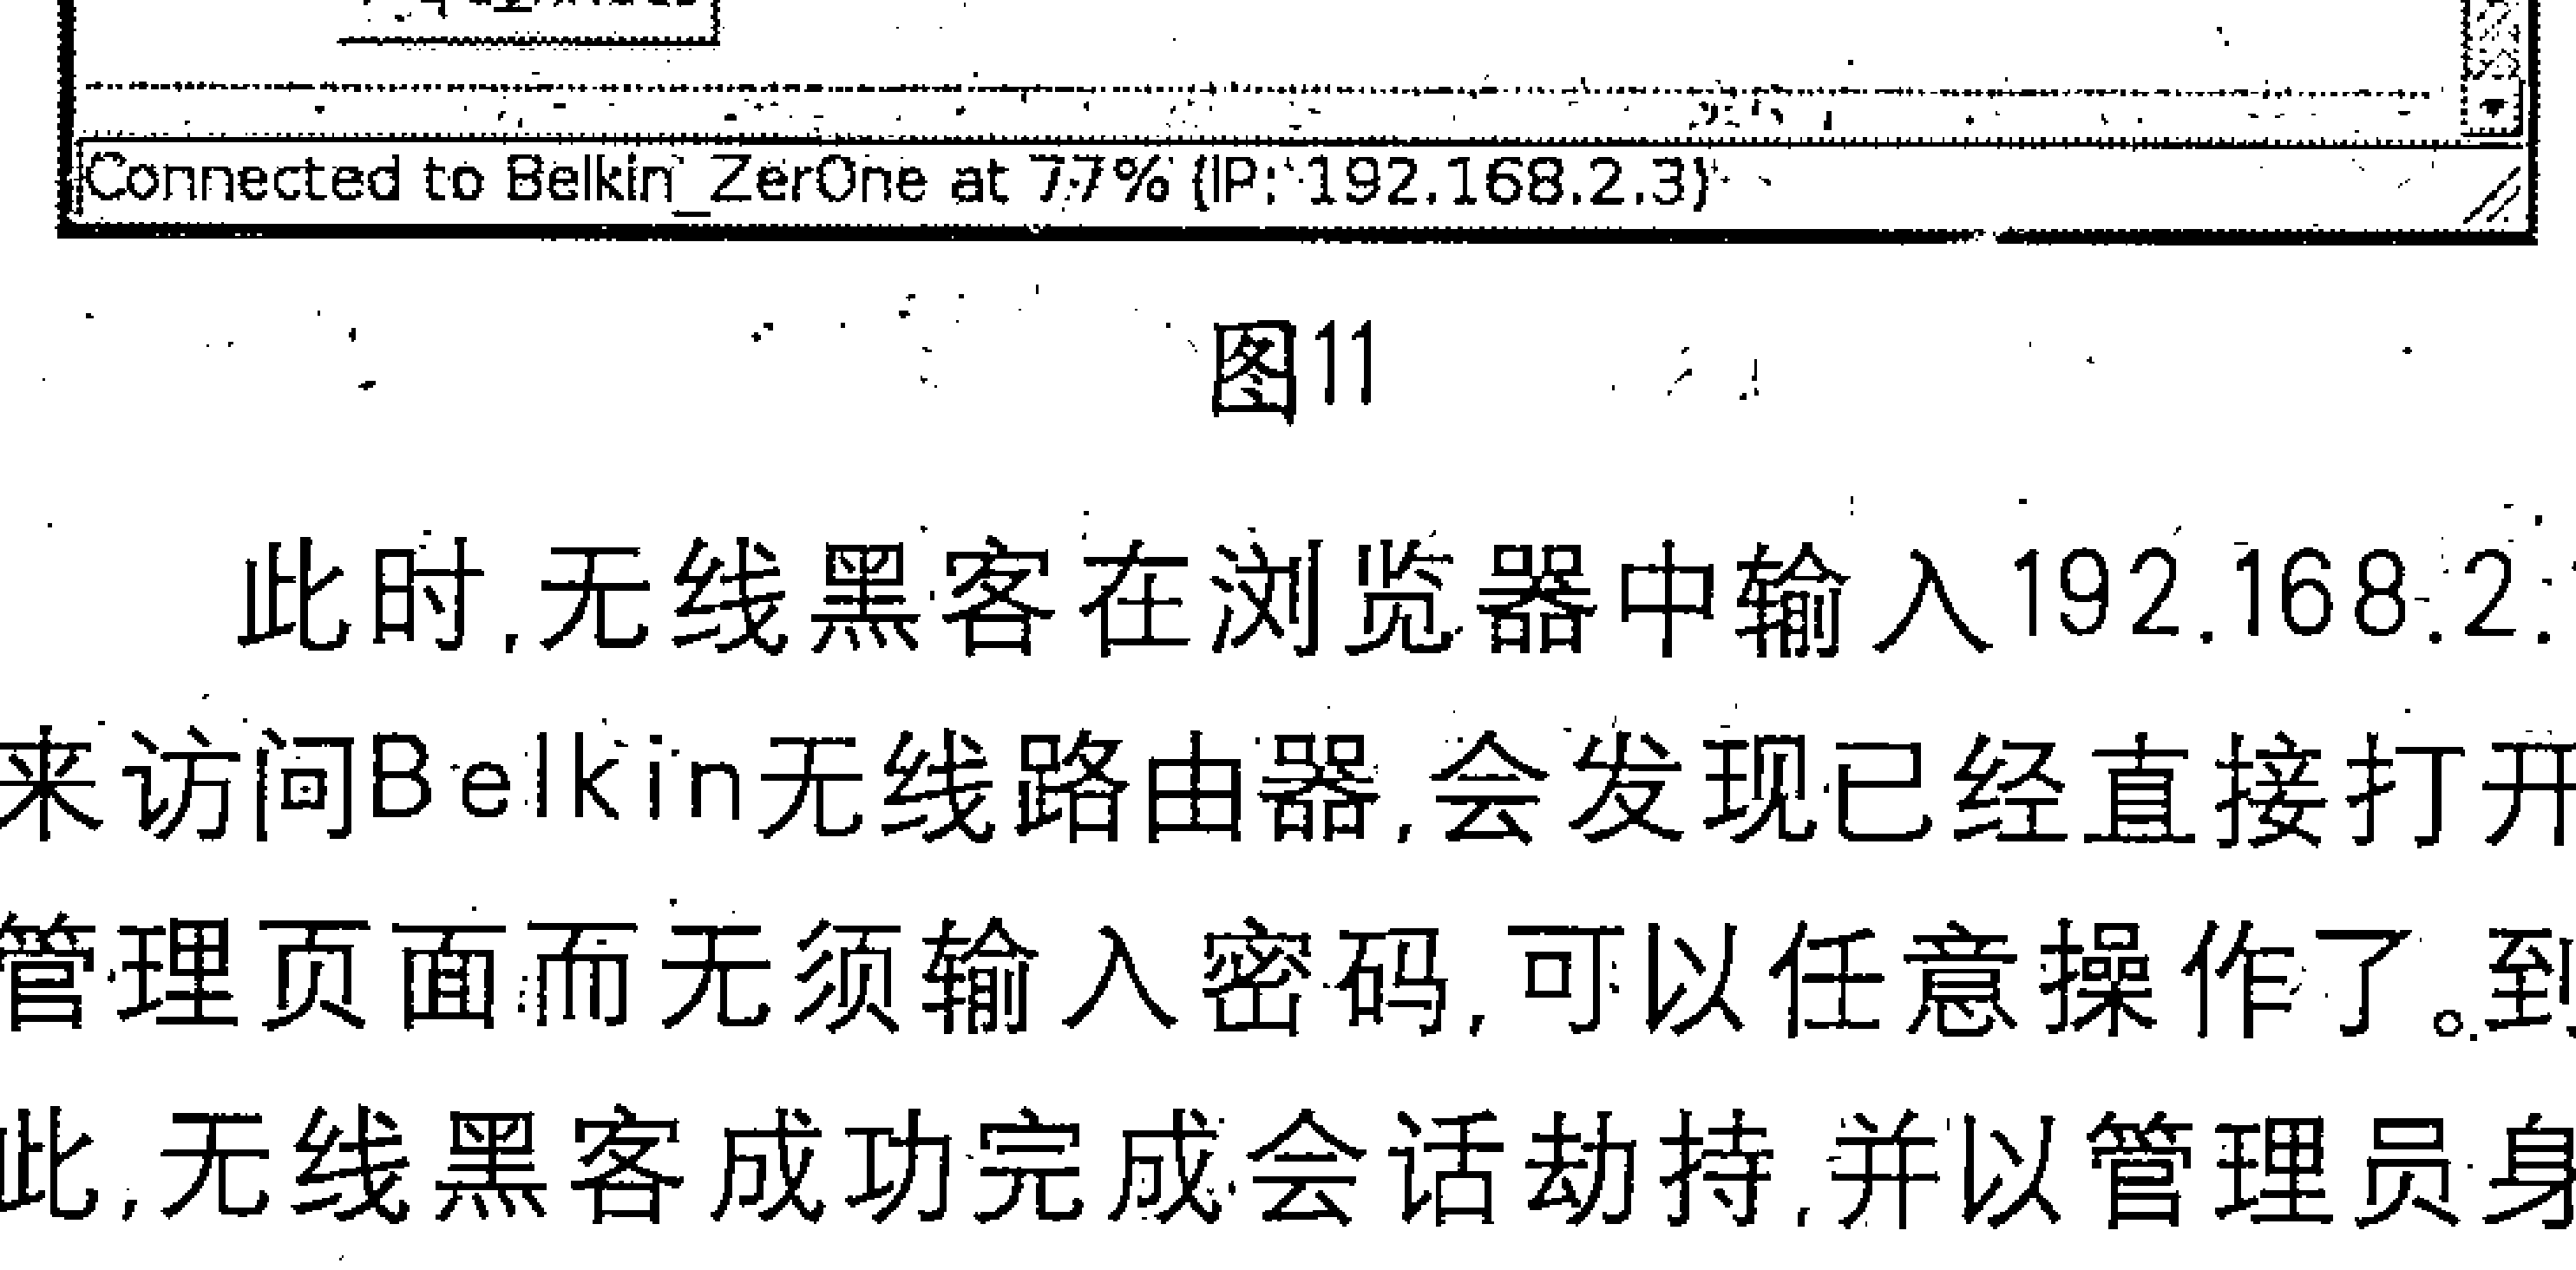 Connected to Belkin_ZerOne at 77% (IP: 192.168.2.3)
图11
此时,无线黑客在浏览器中输入192.168.2.
来访问Belkin无线路由器,会发现已经直接打开
管理页面而无须输入密码,可以任意操作了。到
此,无线黑客成功完成会话劫持,并以管理员身